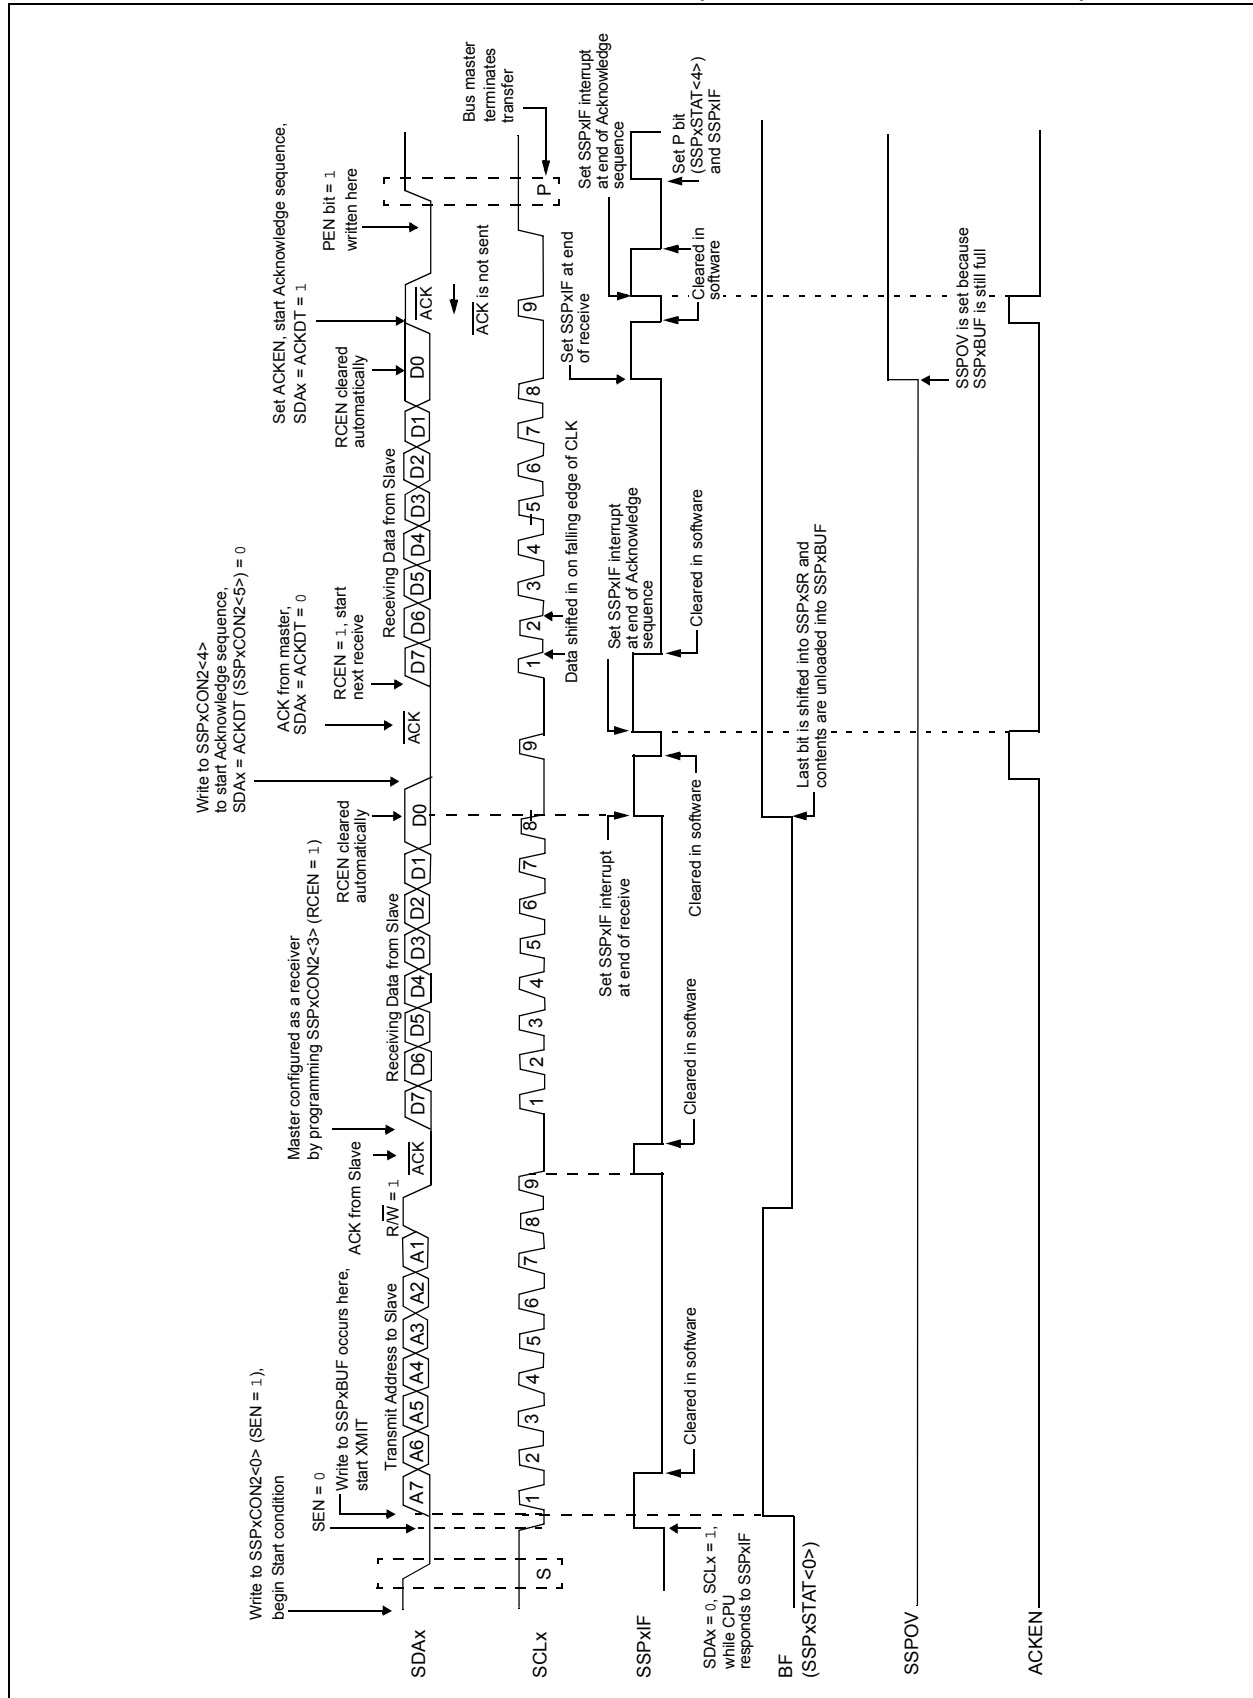 Write to SSPxCON2<0> (SEN = 1),
begin Start condition
SEN = 0
Write to SSPxBUF occurs here,
start XMIT
ACK from Slave
Master configured as a receiver
by programming SSPxCON2<3> (RCEN = 1)
RCEN cleared
automatically
Write to SSPxCON2<4>
to start Acknowledge sequence,
SDAx = ACKDT (SSPxCON2<5>) = 0
ACK from master,
SDAx = ACKDT = 0
RCEN = 1, start
next receive
RCEN cleared
automatically
Set ACKEN, start Acknowledge sequence,
SDAx = ACKDT = 1
PEN bit = 1
written here
Transmit Address to Slave
R/W = 1
Receiving Data from Slave
Receiving Data from Slave
SDAx
A7 A6 A5 A4 A3 A2 A1 ACK D7 D6 D5 D4 D3 D2 D1 D0 ACK D7 D6 D5 D4 D3 D2 D1 D0 ACK
ACK is not sent
Bus master
terminates
transfer
SCLx
S 1 2 3 4 5 6 7 8 9 1 2 3 4 5 6 7 8 9 1 2 3 4 5 6 7 8 9 P
Data shifted in on falling edge of CLK
Set SSPxIF interrupt
at end of receive
Set SSPxIF interrupt
at end of Acknowledge
sequence
Set SSPxIF at end
of receive
Set SSPxIF interrupt
at end of Acknowledge
sequence
SSPxIF
Cleared in software
Cleared in software
Cleared in software
Cleared in software
Cleared in
software
Set P bit
(SSPxSTAT<4>)
and SSPxIF
SDAx = 0, SCLx = 1,
while CPU
responds to SSPxIF
BF
(SSPxSTAT<0>)
Last bit is shifted into SSPxSR and
contents are unloaded into SSPxBUF
SSPOV
SSPOV is set because
SSPxBUF is still full
ACKEN